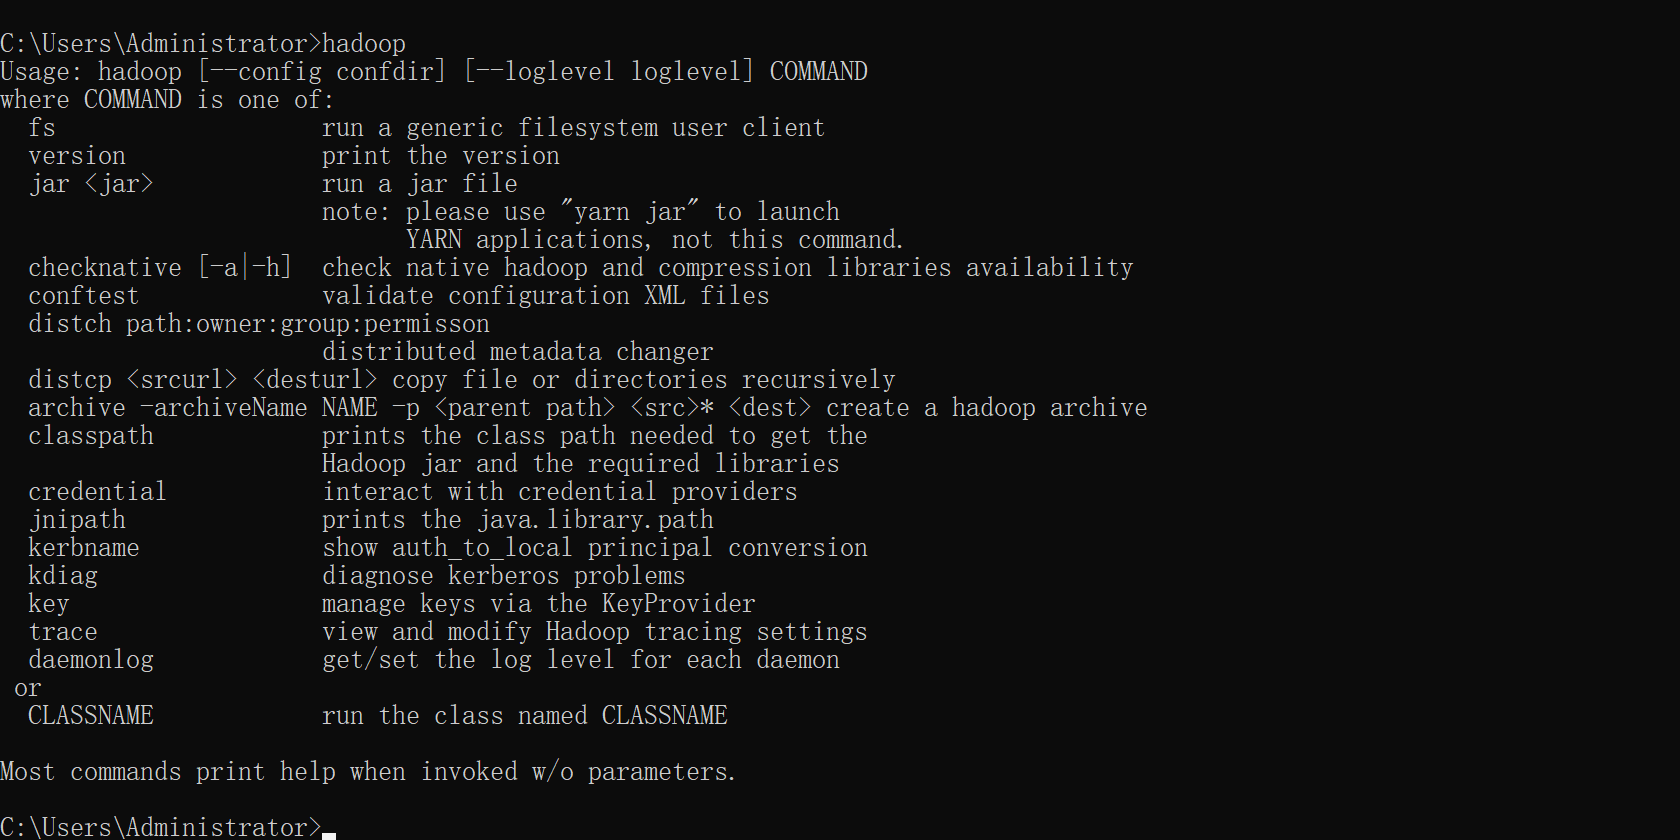 C:\Users\Administrator>hadoop
Usage: hadoop [--config confdir] [--loglevel loglevel] COMMAND
where COMMAND is one of:
  fs                   run a generic filesystem user client
  version              print the version
  jar <jar>            run a jar file
                       note: please use "yarn jar" to launch
                             YARN applications, not this command.
  checknative [-a|-h]  check native hadoop and compression libraries availability
  conftest             validate configuration XML files
  distch path:owner:group:permisson
                       distributed metadata changer
  distcp <srcurl> <desturl> copy file or directories recursively
  archive -archiveName NAME -p <parent path> <src>* <dest> create a hadoop archive
  classpath            prints the class path needed to get the
                       Hadoop jar and the required libraries
  credential           interact with credential providers
  jnipath              prints the java.library.path
  kerbname             show auth_to_local principal conversion
  kdiag                diagnose kerberos problems
  key                  manage keys via the KeyProvider
  trace                view and modify Hadoop tracing settings
  daemonlog            get/set the log level for each daemon
 or
  CLASSNAME            run the class named CLASSNAME

Most commands print help when invoked w/o parameters.

C:\Users\Administrator>